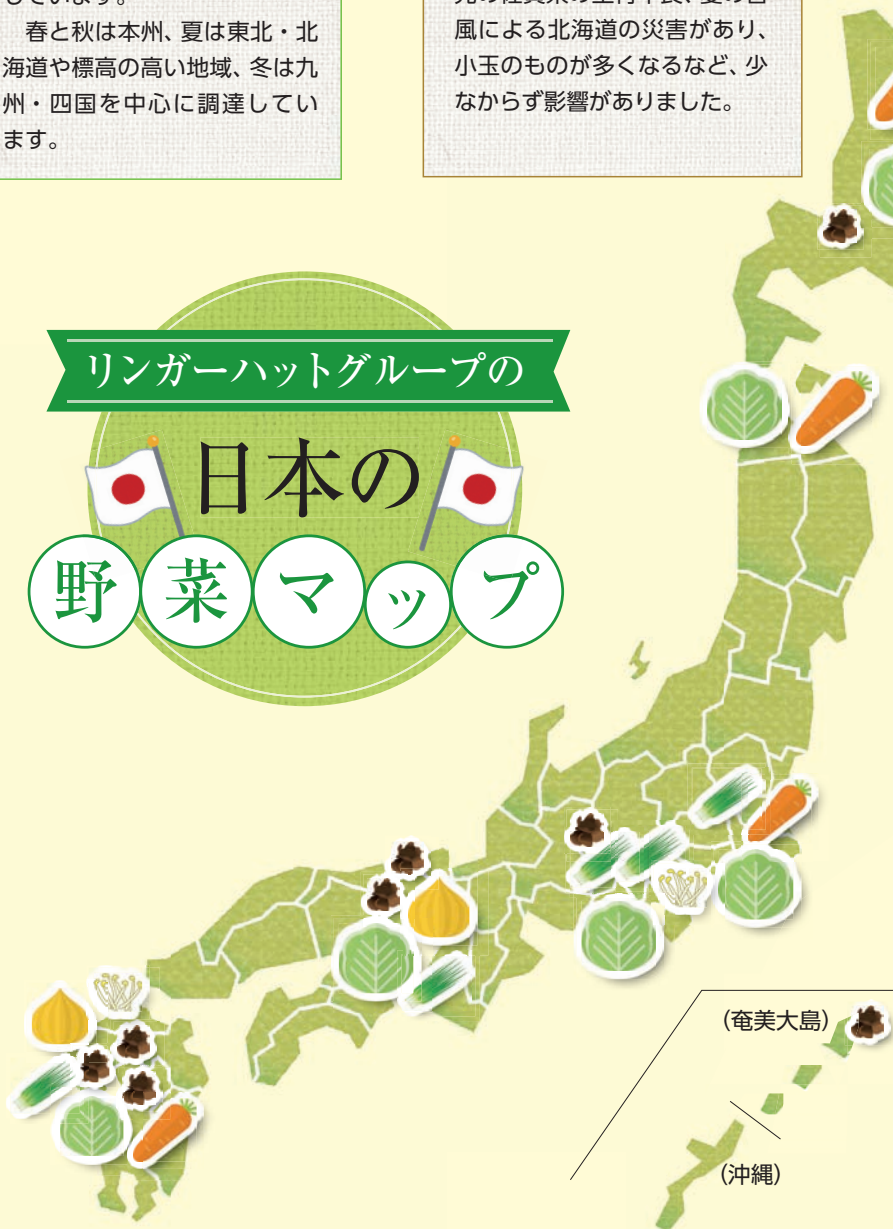 しています。
春と秋は本州、夏は東北・北
海道や標高の高い地域、冬は九
州・四国を中心に調達してい
ます。
風による北海道の災害があり、
小玉のものが多くなるなど、少
なからず影響がありました。
リンガーハットグループの
日本の
野菜マップ
(奄美大島)
(沖縄)